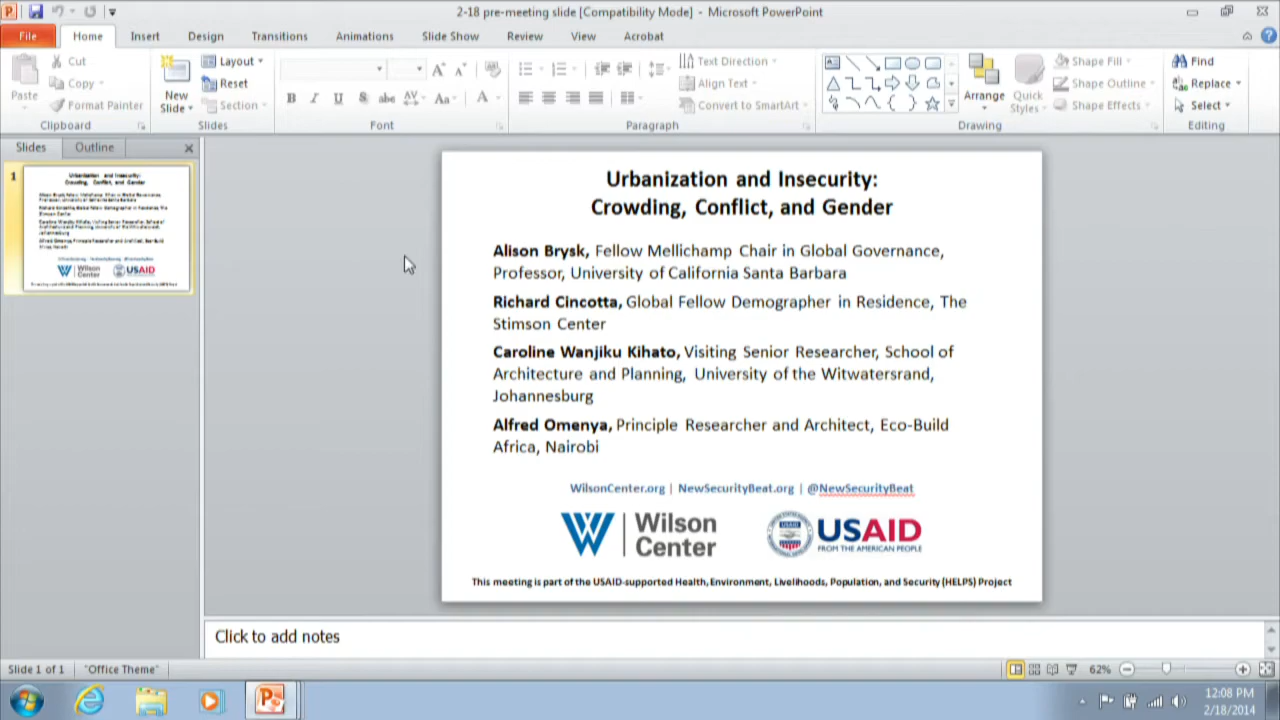 2-18 pre-meeting slide [Compatibility Mode] - Microsoft PowerPoint
File Home Insert Design Transitions Animations Slide Show Review View Acrobat
Paste
Cut
Copy
Format Painter
Clipboard
New
Slide
Layout
Reset
Section
Slides
Font
Text Direction
Align Text
Convert to SmartArt
Paragraph
Arrange
Quick
Styles
Shape Fill
Shape Outline
Shape Effects
Drawing
Find
Replace
Select
Editing
Slides Outline
1
Urbanization and Insecurity:
Crowding, Conflict, and Gender
Alison Brysk, Fellow Mellichamp Chair in Global Governance,
Professor, University of California Santa Barbara
Richard Cincotta, Global Fellow Demographer in Residence, The
Stimson Center
Caroline Wanjiku Kihato, Visiting Senior Researcher, School of
Architecture and Planning, University of the Witwatersrand,
Johannesburg
Alfred Omenya, Principle Researcher and Architect, Eco-Build
Africa, Nairobi
WilsonCenter.org | NewSecurityBeat.org | @NewSecurityBeat
Wilson
Center
USAID
FROM THE AMERICAN PEOPLE
This meeting is part of the USAID-supported Health, Environment, Livelihoods, Population, and Security (HELPS) Project
Click to add notes
Slide 1 of 1 "Office Theme" 62%
12:08 PM
2/18/2014